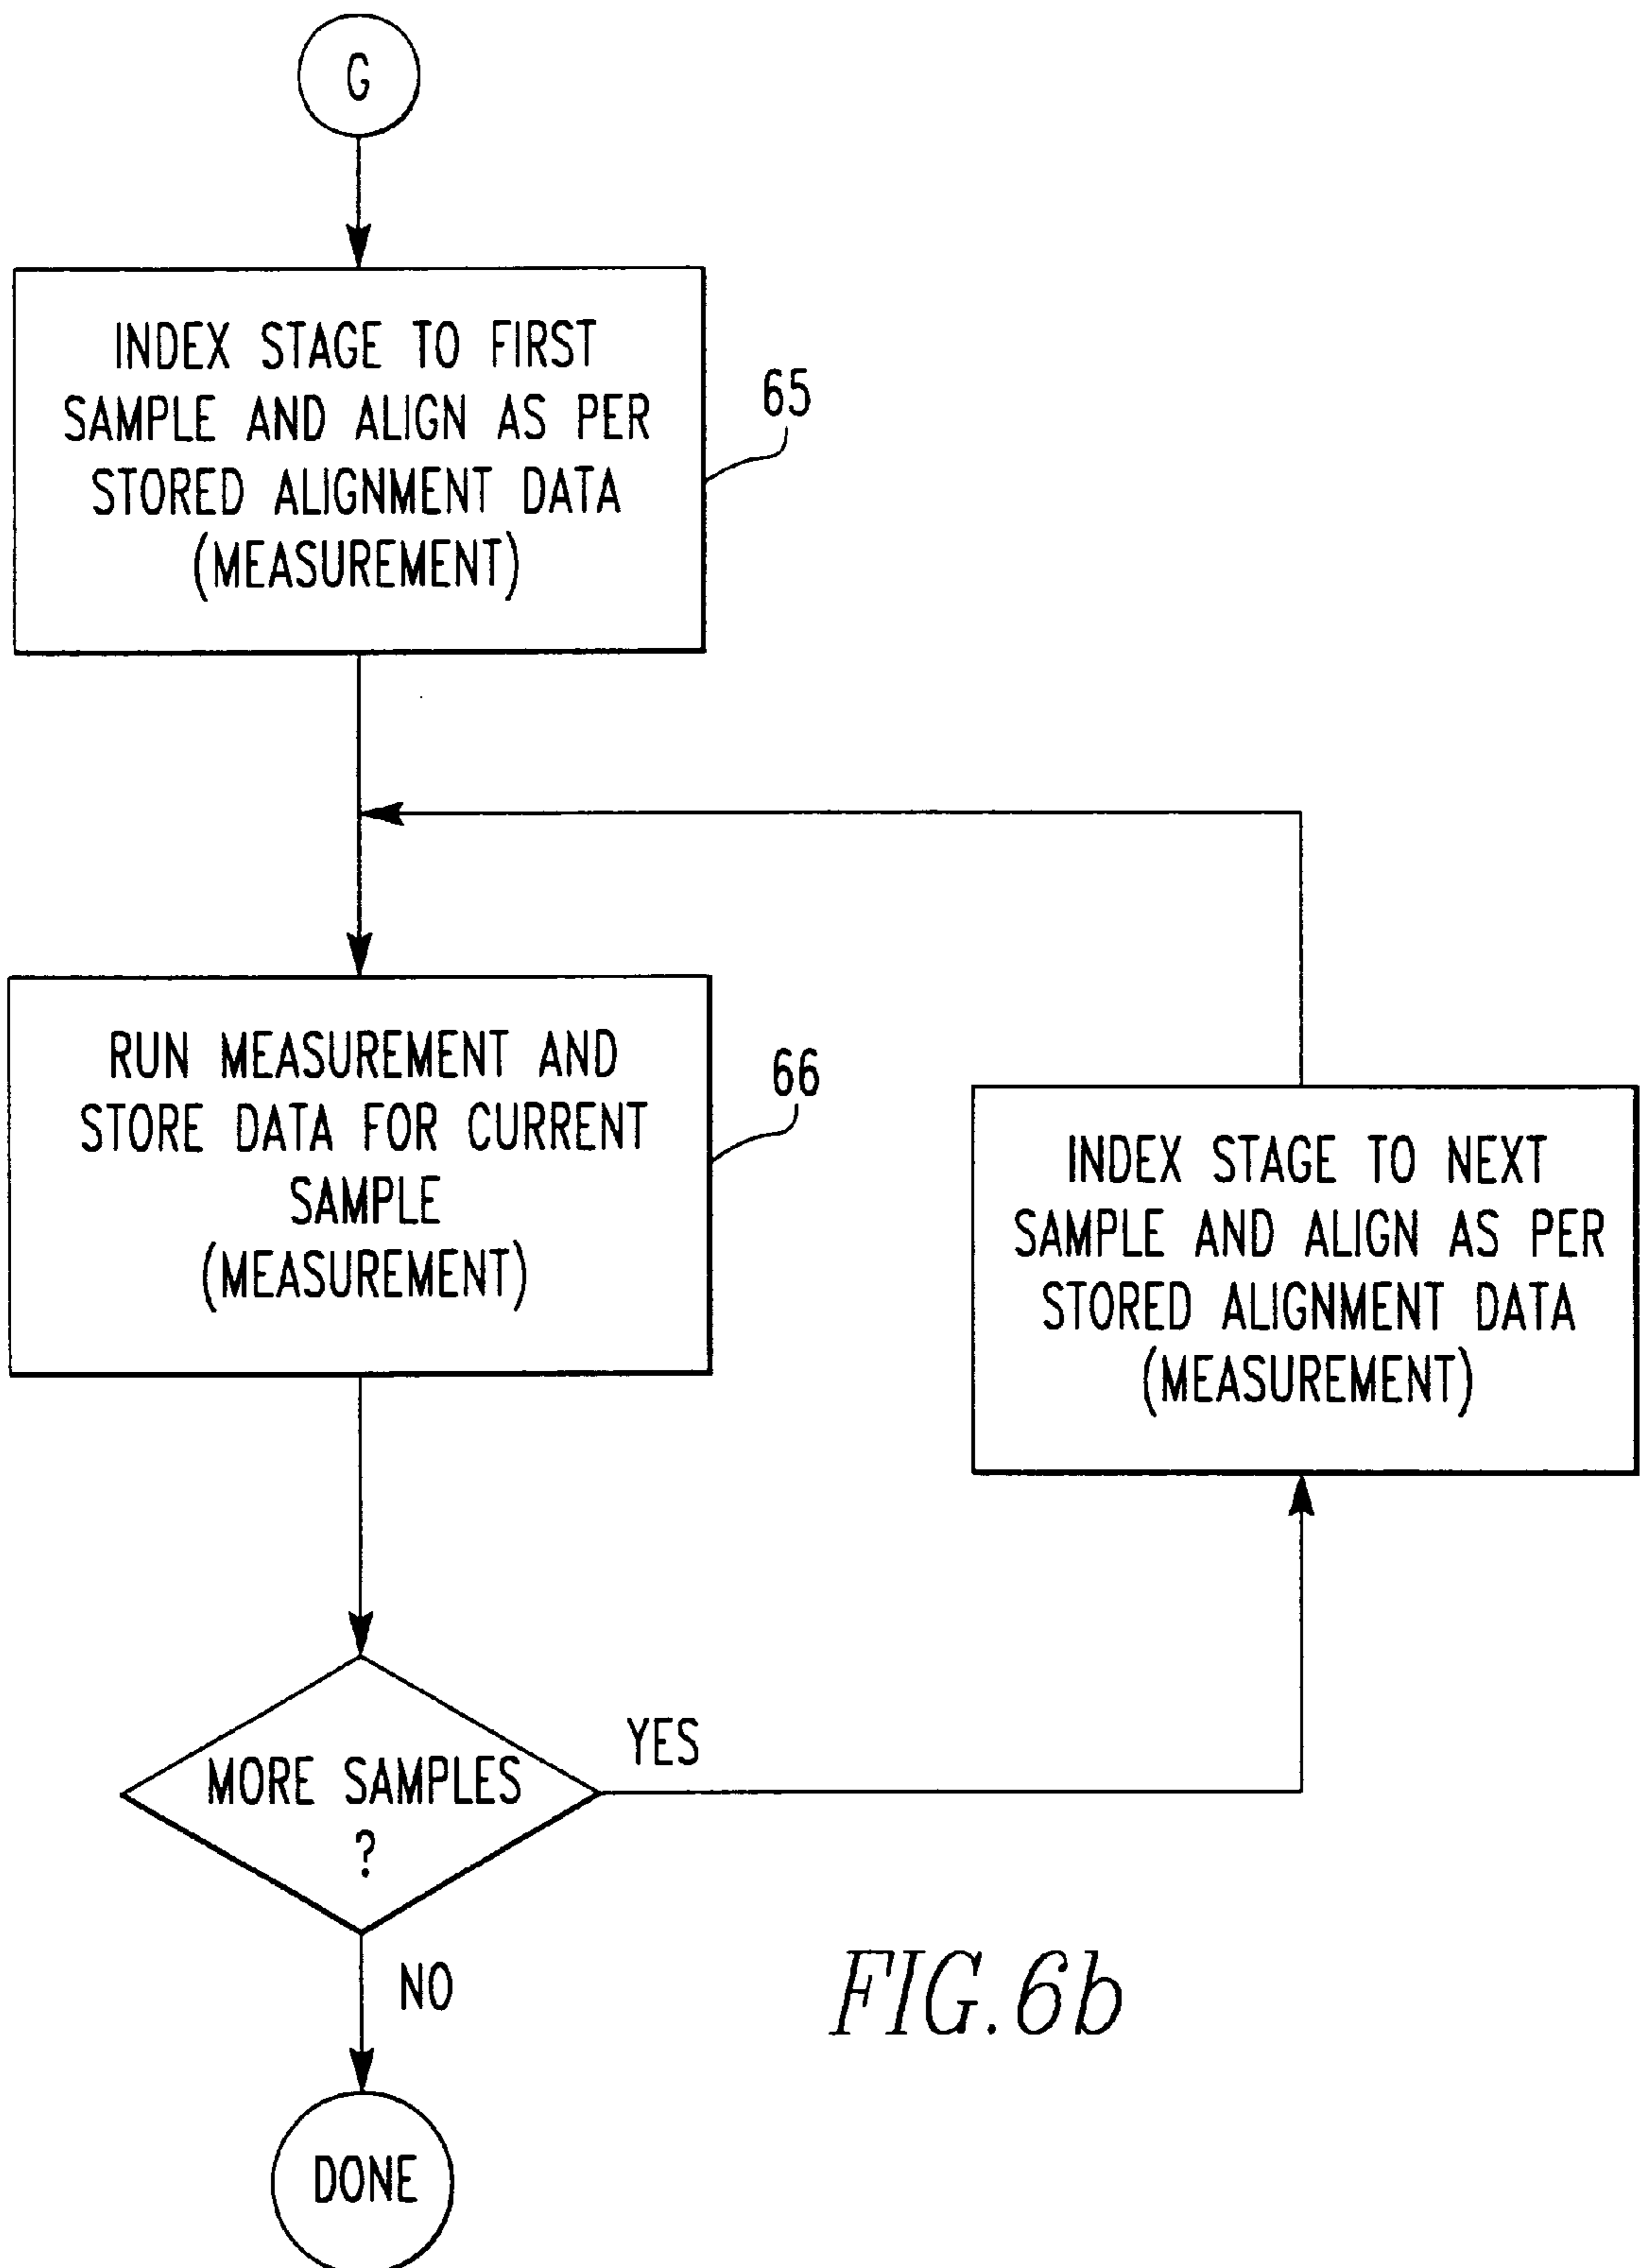 G
INDEX STAGE TO FIRST
SAMPLE AND ALIGN AS PER
STORED ALIGNMENT DATA
(MEASUREMENT)
65
RUN MEASUREMENT AND
STORE DATA FOR CURRENT
SAMPLE
(MEASUREMENT)
66
INDEX STAGE TO NEXT
SAMPLE AND ALIGN AS PER
STORED ALIGNMENT DATA
(MEASUREMENT)
MORE SAMPLES
?
YES
NO
DONE
FIG. 6b